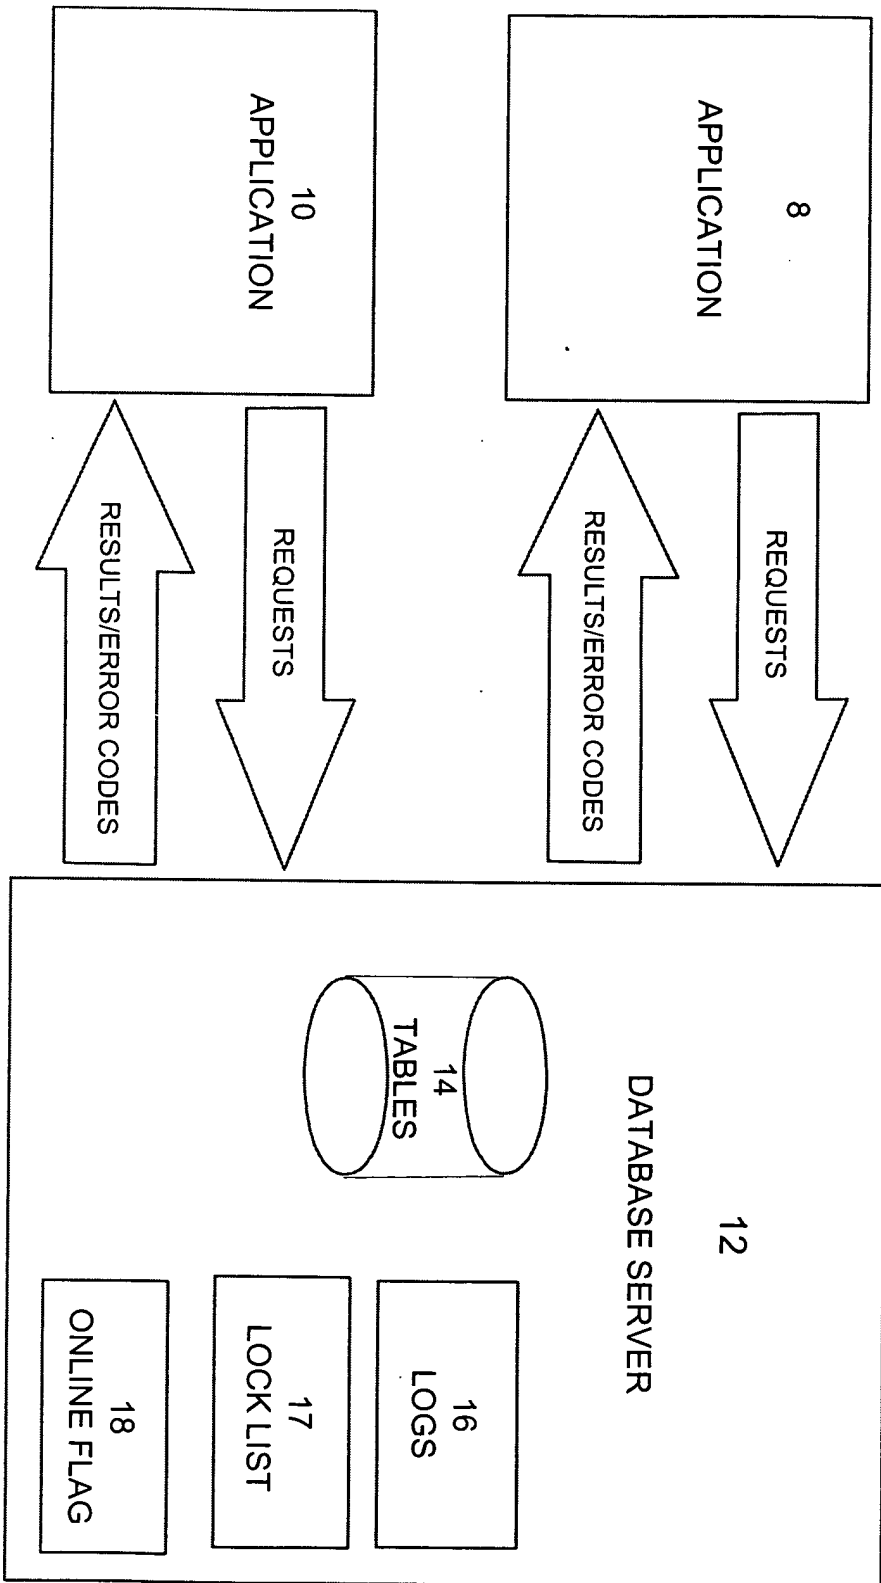 8
APPLICATION
REQUESTS
RESULTS/ERROR CODES
10
APPLICATION
REQUESTS
RESULTS/ERROR CODES
12
DATABASE SERVER
14
TABLES
16
LOGS
17
LOCK LIST
18
ONLINE FLAG